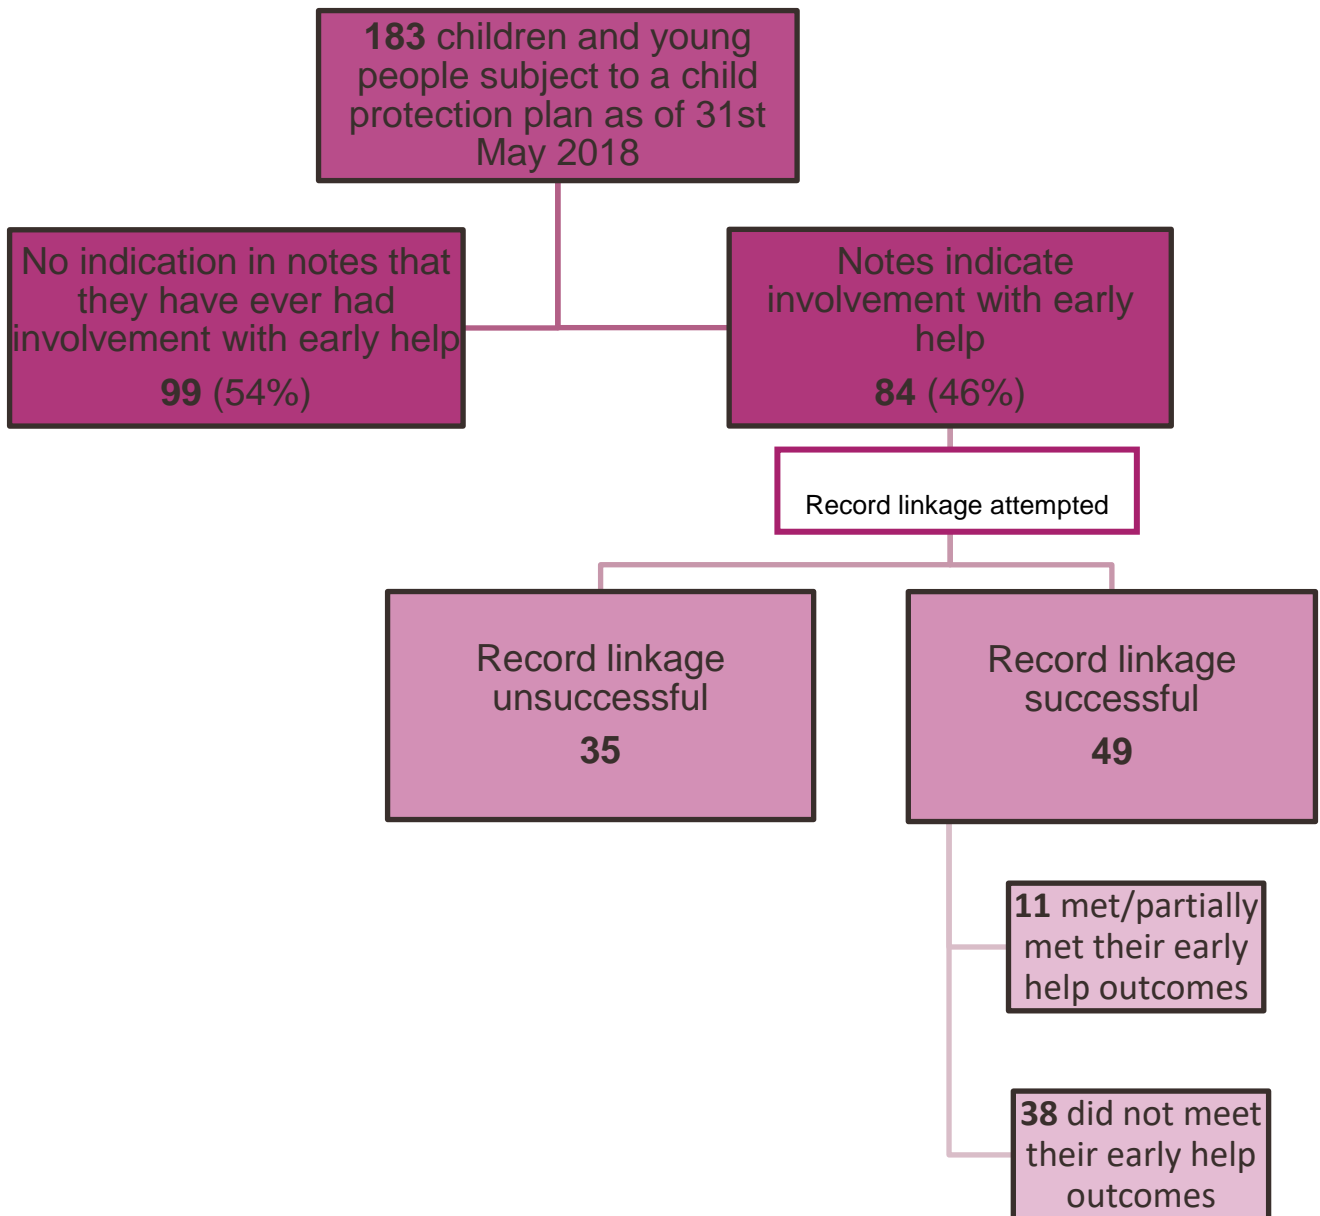 183 children and young
people subject to a child
protection plan as of 31st
May 2018
No indication in notes that
they have ever had
involvement with early help
99 (54%)
Notes indicate
involvement with early
help
84 (46%)
Record linkage attempted
Record linkage
unsuccessful
35
Record linkage
successful
49
11 met/partially
met their early
help outcomes
38 did not meet
their early help
outcomes